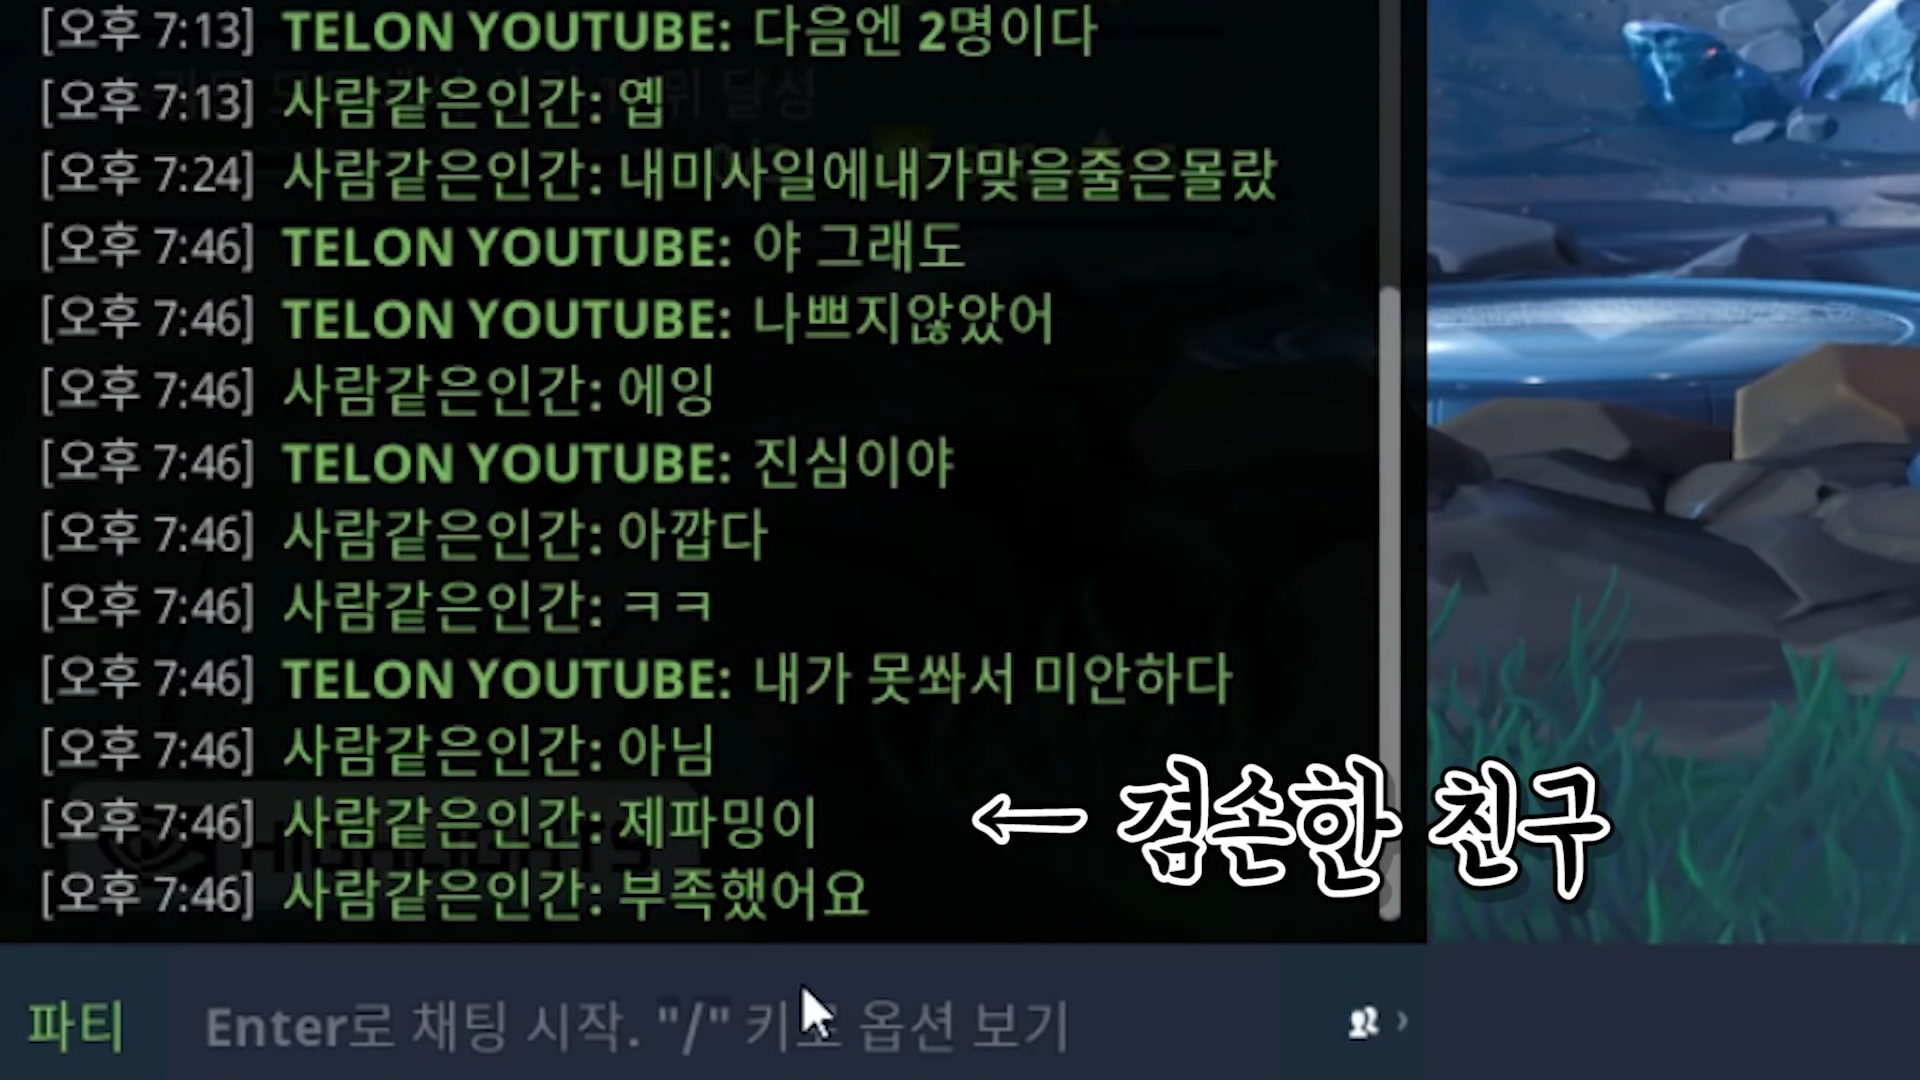 [오후 7:13] TELON YOUTUBE: 다음엔 2명이다
[오후 7:13] 사람같은인간: 옙
[오후 7:24] 사람같은인간: 내미사일에내가맞을줄은몰랐
[오후 7:46] TELON YOUTUBE: 야 그래도
[오후 7:46] TELON YOUTUBE: 나쁘지않았어
[오후 7:46] 사람같은인간: 에잉
[오후 7:46] TELON YOUTUBE: 진심이야
[오후 7:46] 사람같은인간: 아깝다
[오후 7:46] 사람같은인간: ㅋㅋ
[오후 7:46] TELON YOUTUBE: 내가 못쏴서 미안하다
[오후 7:46] 사람같은인간: 아님
[오후 7:46] 사람같은인간: 제파밍이
← 겸손한 친구
[오후 7:46] 사람같은인간: 부족했어요
파티 Enter로 채팅 시작. "/" 키로 옵션 보기